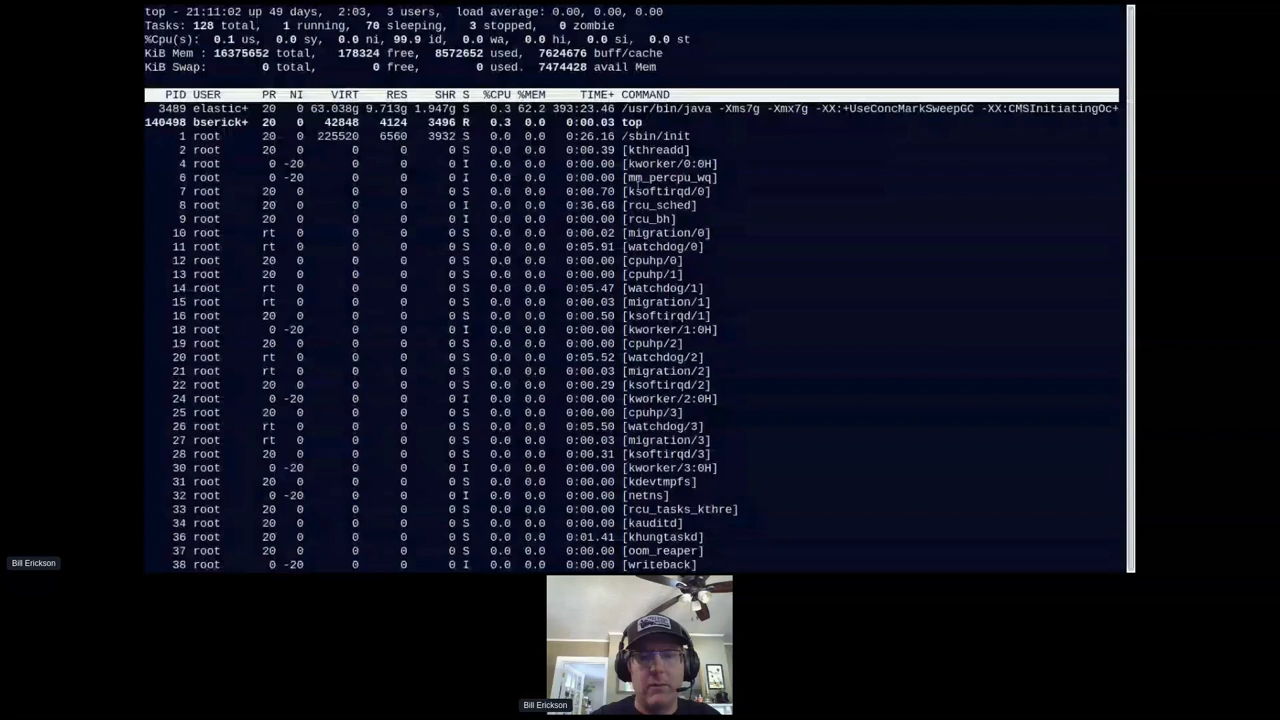 top - 21:11:02 up 49 days, 2:03, 3 users, load average: 0.00, 0.00, 0.00
Tasks: 128 total, 1 running, 70 sleeping, 3 stopped, 0 zombie
%Cpu(s): 0.1 us, 0.0 sy, 0.0 ni, 99.9 id, 0.0 wa, 0.0 hi, 0.0 si, 0.0 st
KiB Mem : 16375652 total, 178324 free, 8572652 used, 7624676 buff/cache
KiB Swap: 0 total, 0 free, 0 used. 7474428 avail Mem
PID USER PR NI VIRT RES SHR S %CPU %MEM TIME+ COMMAND
3489 elastic+ 20 0 63.038g 9.713g 1.947g S 0.3 62.2 393:23.46 /usr/bin/java -Xms7g -Xmx7g -XX:+UseConcMarkSweepGC -XX:CMSInitiatingOc+
140498 bserick+ 20 0 42848 4124 3496 R 0.3 0.0 0:00.03 top
1 root 20 0 225520 6560 3932 S 0.0 0.0 0:26.16 /sbin/init
2 root 20 0 0 0 0 S 0.0 0.0 0:00.39 [kthreadd]
4 root 0 -20 0 0 0 I 0.0 0.0 0:00.00 [kworker/0:0H]
6 root 0 -20 0 0 0 I 0.0 0.0 0:00.00 [mm_percpu_wq]
7 root 20 0 0 0 0 S 0.0 0.0 0:00.70 [ksoftirqd/0]
8 root 20 0 0 0 0 I 0.0 0.0 0:36.68 [rcu_sched]
9 root 20 0 0 0 0 I 0.0 0.0 0:00.00 [rcu_bh]
10 root rt 0 0 0 0 S 0.0 0.0 0:00.02 [migration/0]
11 root rt 0 0 0 0 S 0.0 0.0 0:05.91 [watchdog/0]
12 root 20 0 0 0 0 S 0.0 0.0 0:00.00 [cpuhp/0]
13 root 20 0 0 0 0 S 0.0 0.0 0:00.00 [cpuhp/1]
14 root rt 0 0 0 0 S 0.0 0.0 0:05.47 [watchdog/1]
15 root rt 0 0 0 0 S 0.0 0.0 0:00.03 [migration/1]
16 root 20 0 0 0 0 S 0.0 0.0 0:00.50 [ksoftirqd/1]
18 root 0 -20 0 0 0 I 0.0 0.0 0:00.00 [kworker/1:0H]
19 root 20 0 0 0 0 S 0.0 0.0 0:00.00 [cpuhp/2]
20 root rt 0 0 0 0 S 0.0 0.0 0:05.52 [watchdog/2]
21 root rt 0 0 0 0 S 0.0 0.0 0:00.03 [migration/2]
22 root 20 0 0 0 0 S 0.0 0.0 0:00.29 [ksoftirqd/2]
24 root 0 -20 0 0 0 I 0.0 0.0 0:00.00 [kworker/2:0H]
25 root 20 0 0 0 0 S 0.0 0.0 0:00.00 [cpuhp/3]
26 root rt 0 0 0 0 S 0.0 0.0 0:05.50 [watchdog/3]
27 root rt 0 0 0 0 S 0.0 0.0 0:00.03 [migration/3]
28 root 20 0 0 0 0 S 0.0 0.0 0:00.31 [ksoftirqd/3]
30 root 0 -20 0 0 0 I 0.0 0.0 0:00.00 [kworker/3:0H]
31 root 20 0 0 0 0 S 0.0 0.0 0:00.00 [kdevtmpfs]
32 root 0 -20 0 0 0 I 0.0 0.0 0:00.00 [netns]
33 root 20 0 0 0 0 S 0.0 0.0 0:00.00 [rcu_tasks_kthre]
34 root 20 0 0 0 0 S 0.0 0.0 0:00.00 [kauditd]
36 root 20 0 0 0 0 S 0.0 0.0 0:01.41 [khungtaskd]
37 root 20 0 0 0 0 S 0.0 0.0 0:00.00 [oom_reaper]
38 root 0 -20 0 0 0 I 0.0 0.0 0:00.00 [writeback]
Bill Erickson
Bill Erickson